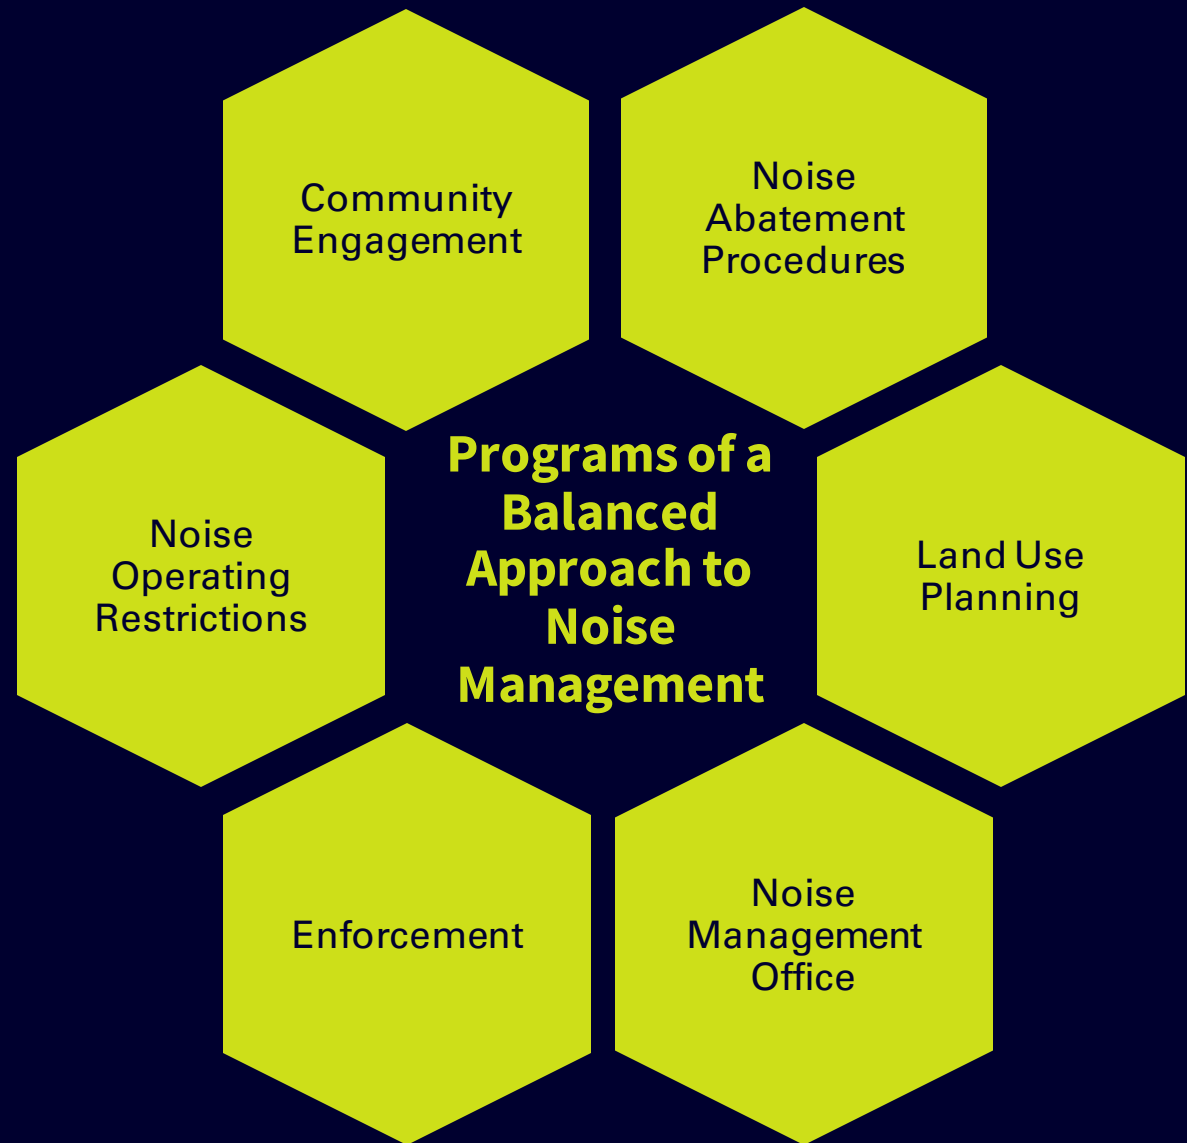 Community
Engagement
Noise
Abatement
Procedures
Noise
Operating
Restrictions
Programs of a
Balanced
Approach to
Noise
Management
Land Use
Planning
Enforcement
Noise
Management
Office